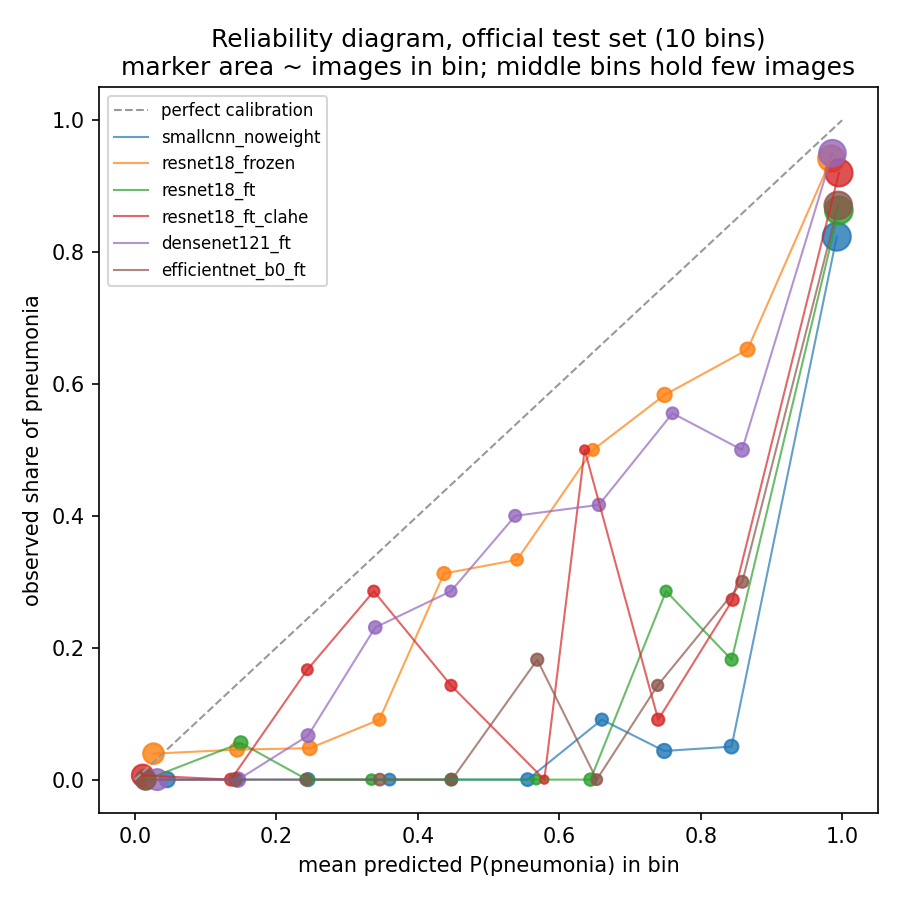 Reliability diagram, official test set (10 bins)
marker area ~ images in bin; middle bins hold few images
perfect calibration
smallcnn_noweight
resnet18_frozen
resnet18_ft
resnet18_ft_clahe
densenet121_ft
efficientnet_b0_ft
observed share of pneumonia
1.0
0.8
0.6
0.4
0.2
0.0
0.0 0.2 0.4 0.6 0.8 1.0
mean predicted P(pneumonia) in bin